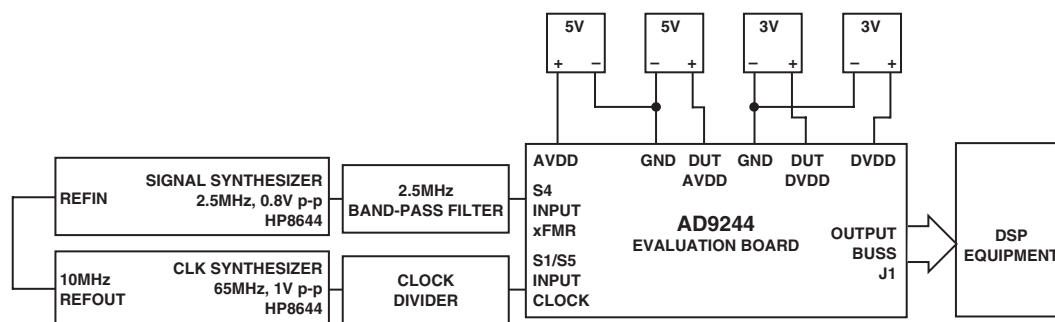 5V
+ −
5V
− +
3V
− +
3V
− +
AVDD
GND
DUT
AVDD
GND
DUT
DVDD
DVDD
REFIN
SIGNAL SYNTHESIZER
2.5MHz, 0.8V p-p
HP8644
2.5MHz
BAND-PASS FILTER
S4
INPUT
xFMR
AD9244
EVALUATION BOARD
OUTPUT
BUSS
J1
DSP
EQUIPMENT
10MHz
REFOUT
CLK SYNTHESIZER
65MHz, 1V p-p
HP8644
CLOCK
DIVIDER
S1/S5
INPUT
CLOCK